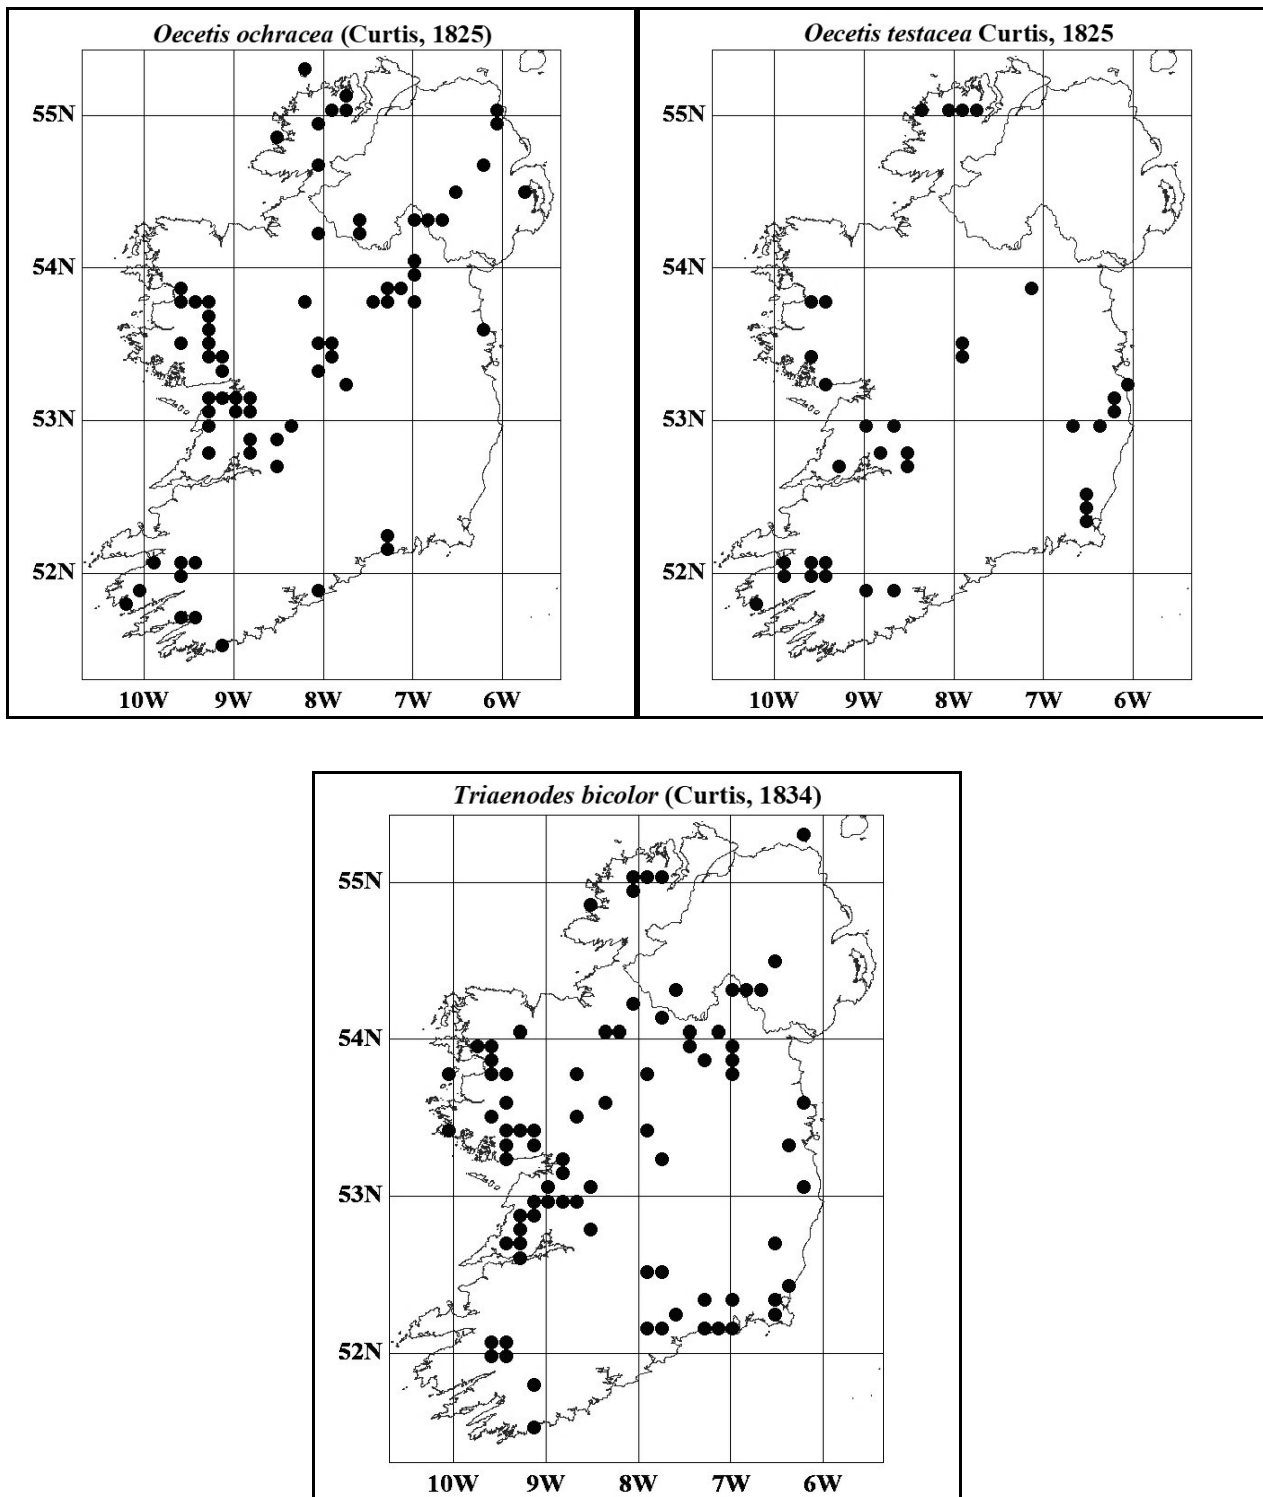 Oecetis ochracea (Curtis, 1825)
55N
54N
53N
52N
10W 9W 8W 7W 6W
Oecetis testacea Curtis, 1825
55N
54N
53N
52N
10W 9W 8W 7W 6W
Triaenodes bicolor (Curtis, 1834)
55N
54N
53N
52N
10W 9W 8W 7W 6W